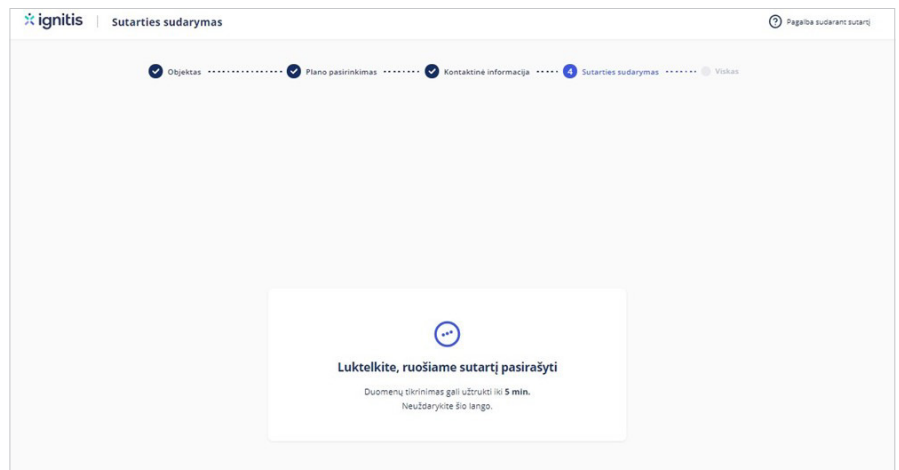 ignitis
Sutarties sudarymas
Pagalba sudarant sutartį
Objektas
Plano pasirinkimas
Kontaktinė informacija
4 Sutarties sudarymas
Viskas
Luktelkite, ruošiame sutartį pasirašyti
Duomenų tikrinimas gali užtrukti iki 5 min.
Neuždarykite šio lango.